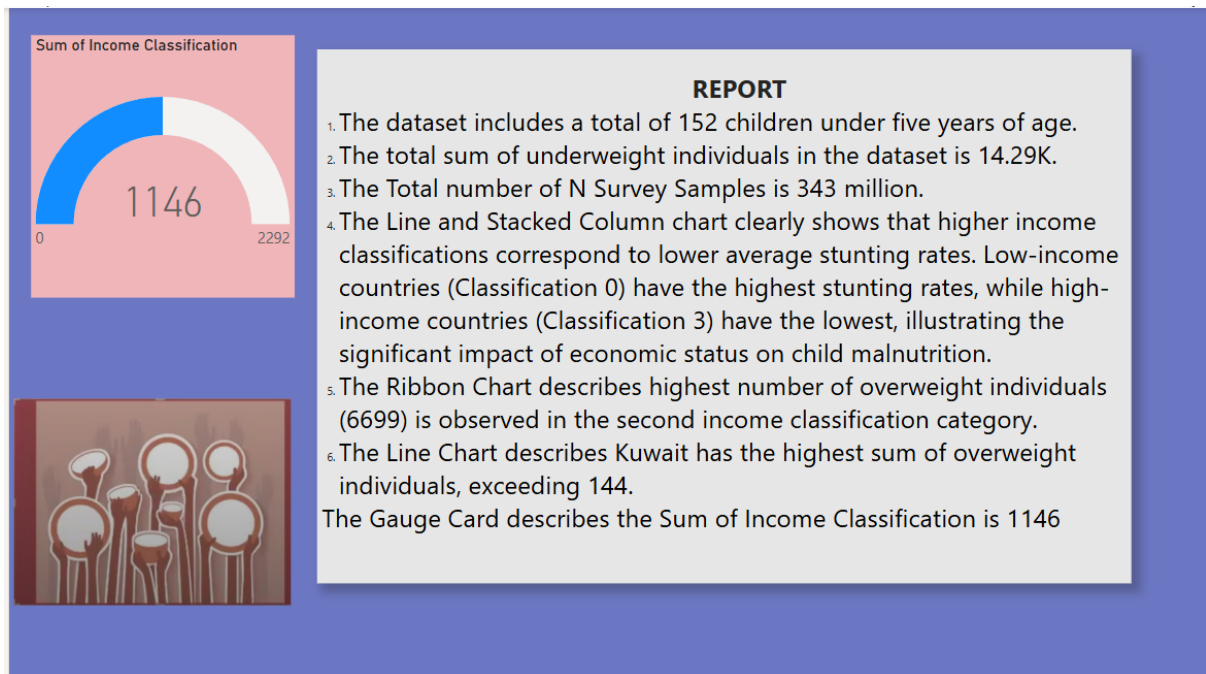 Sum of Income Classification
1146
0
2292
REPORT
1. The dataset includes a total of 152 children under five years of age.
2. The total sum of underweight individuals in the dataset is 14.29K.
3. The Total number of N Survey Samples is 343 million.
4. The Line and Stacked Column chart clearly shows that higher income
classifications correspond to lower average stunting rates. Low-income
countries (Classification 0) have the highest stunting rates, while high-
income countries (Classification 3) have the lowest, illustrating the
significant impact of economic status on child malnutrition.
5. The Ribbon Chart describes highest number of overweight individuals
(6699) is observed in the second income classification category.
6. The Line Chart describes Kuwait has the highest sum of overweight
individuals, exceeding 144.
The Gauge Card describes the Sum of Income Classification is 1146